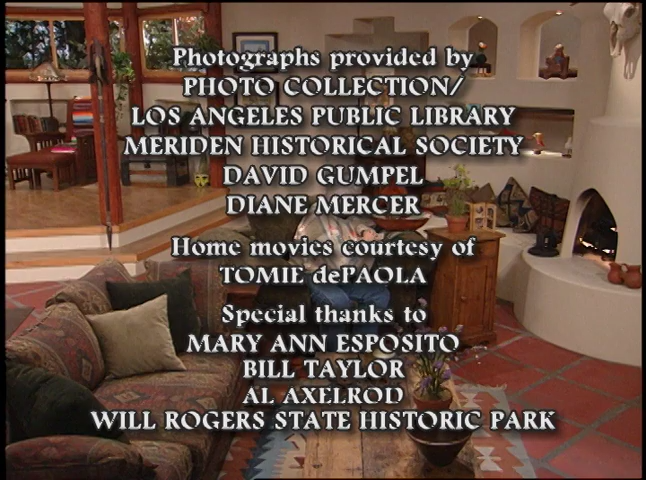 Photographs provided by
PHOTO COLLECTION/
LOS ANGELES PUBLIC LIBRARY
MERIDEN HISTORICAL SOCIETY
DAVID GUMPEL
DIANE MERCER
Home movies courtesy of
TOMIE dePAOLA
Special thanks to
MARY ANN ESPOSITO
BILL TAYLOR
AL AXELROD
WILL ROGERS STATE HISTORIC PARK